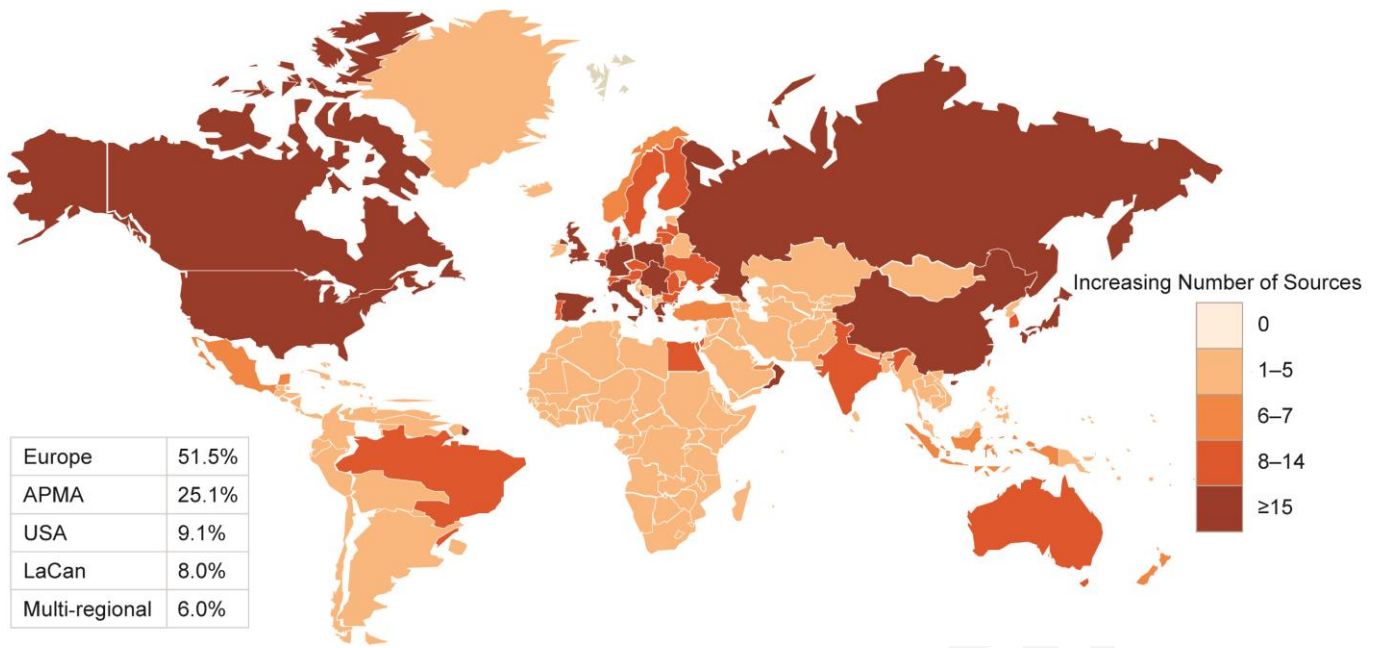 Increasing Number of Sources
0
1–5
6–7
8–14
≥15
Europe 51.5%
APMA 25.1%
USA 9.1%
LaCan 8.0%
Multi-regional 6.0%